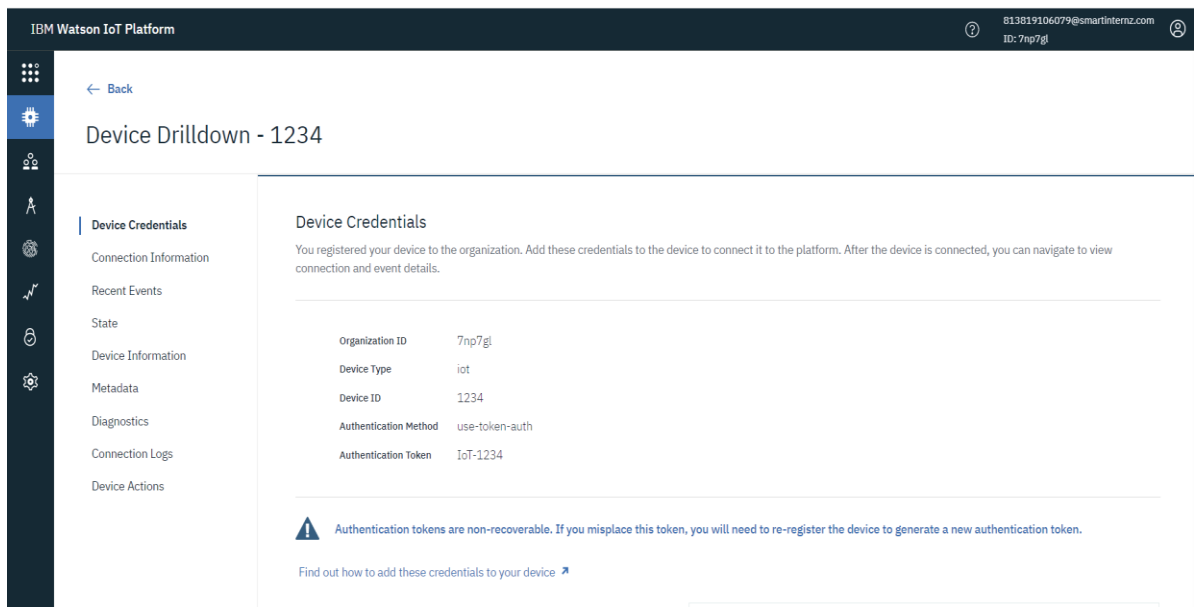 IBM Watson IoT Platform
813819106079@smartinternz.com
ID: 7np7gl
Back
Device Drilldown - 1234
Device Credentials
Connection Information
Recent Events
State
Device Information
Metadata
Diagnostics
Connection Logs
Device Actions
Device Credentials
You registered your device to the organization. Add these credentials to the device to connect it to the platform. After the device is connected, you can navigate to view
connection and event details.
Organization ID 7np7gl
Device Type iot
Device ID 1234
Authentication Method use-token-auth
Authentication Token IoT-1234
Authentication tokens are non-recoverable. If you misplace this token, you will need to re-register the device to generate a new authentication token.
Find out how to add these credentials to your device